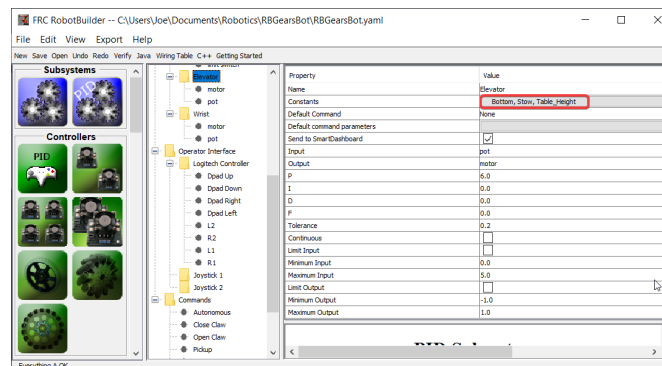 FRC RobotBuilder -- C:\Users\Joe\Documents\Robotics\RBGearsBot\RBGearsBot.yaml
File Edit View Export Help
New Save Open Undo Redo Verify Java Wiring Table C++ Getting Started
Subsystems
PID
Controllers
PID
Elevator
motor
pot
Wrist
motor
pot
Operator Interface
Logitech Controller
Dpad Up
Dpad Down
Dpad Right
Dpad Left
L2
R2
L1
R1
Joystick 1
Joystick 2
Commands
Autonomous
Close Claw
Open Claw
Pickup
Property Value
Name Elevator
Constants Bottom, Stow, Table_Height
Default Command None
Default command parameters
Send to SmartDashboard
Input pot
Output motor
P 6.0
I 0.0
D 0.0
F 0.0
Tolerance 0.2
Continuous
Limit Input
Minimum Input 0.0
Maximum Input 5.0
Limit Output
Minimum Output -1.0
Maximum Output 1.0
Everything A OK